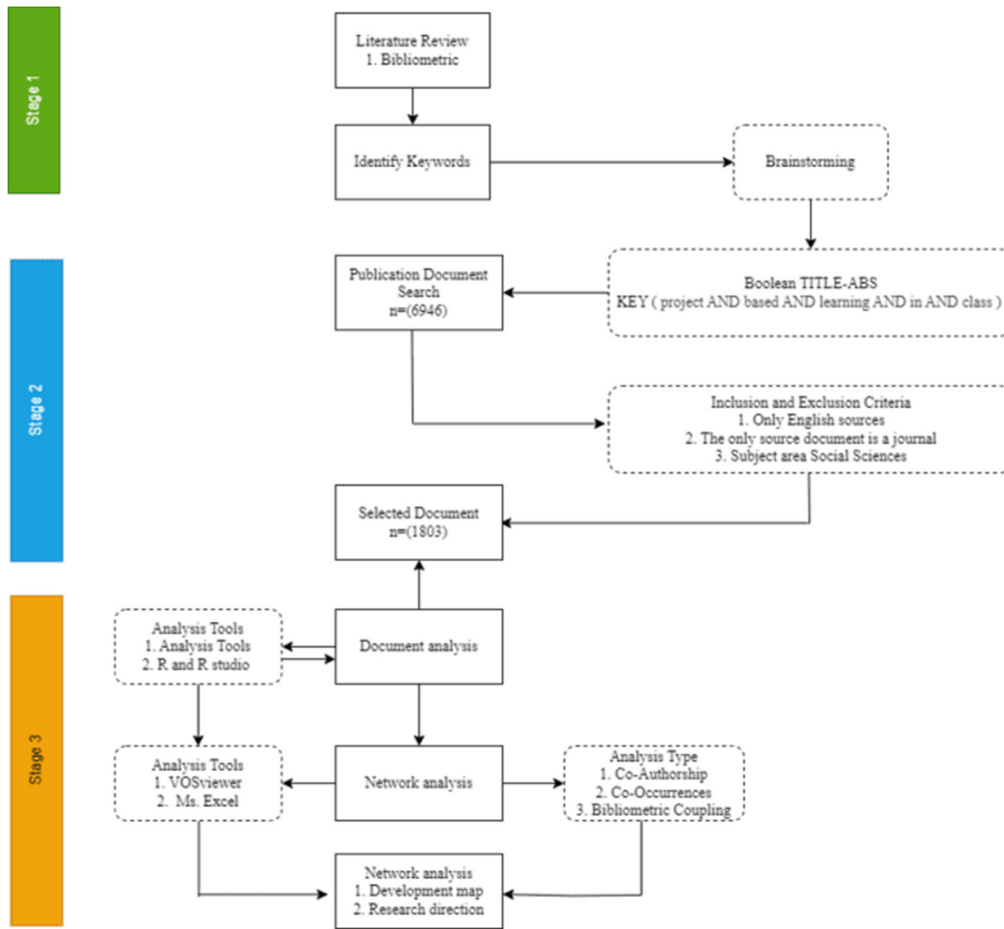 Stage 1
Literature Review
1. Bibliometric
Identify Keywords
Brainstorming
Stage 2
Publication Document
Search
n=(6946)
Boolean TITLE-ABS
KEY ( project AND based AND learning AND in AND class )
Inclusion and Exclusion Criteria
1. Only English sources
2. The only source document is a journal
3. Subject area Social Sciences
Selected Document
n=(1803)
Stage 3
Analysis Tools
1. Analysis Tools
2. R and R studio
Document analysis
Analysis Tools
1. VOSviewer
2. Ms. Excel
Network analysis
Analysis Type
1. Co-Authorship
2. Co-Occurrences
3. Bibliometric Coupling
Network analysis
1. Development map
2. Research direction